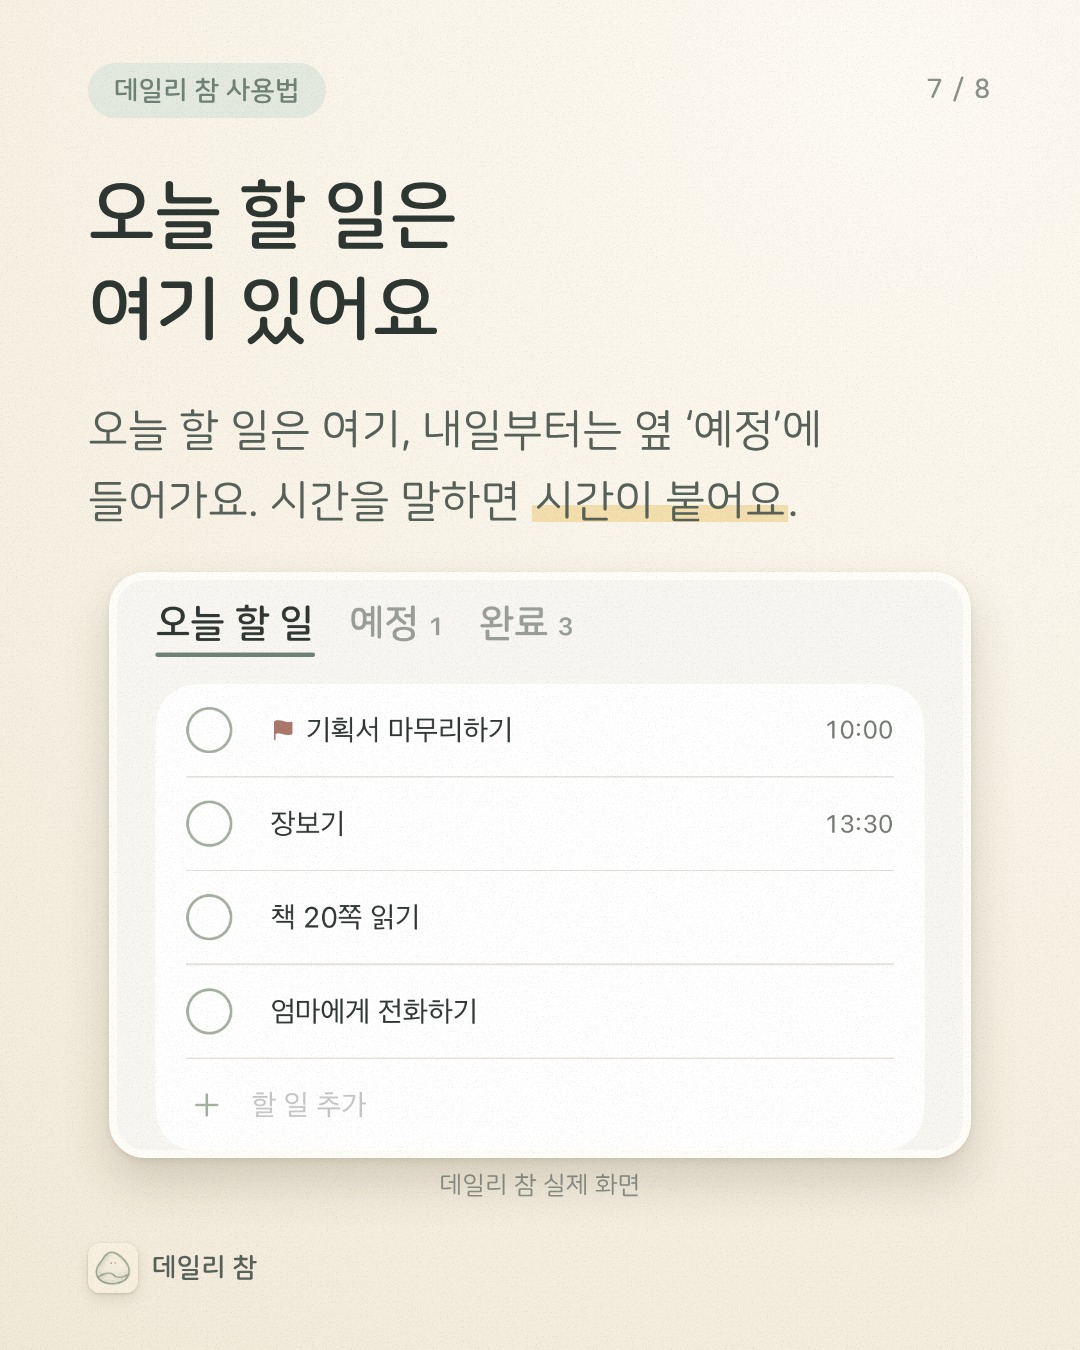 데일리 참 사용법
7 / 8
오늘 할 일은
여기 있어요
오늘 할 일은 여기, 내일부터는 옆 ‘예정’에
들어가요. 시간을 말하면 시간이 붙어요.
오늘 할 일 예정 1 완료 3
기획서 마무리하기 10:00
장보기 13:30
책 20쪽 읽기
엄마에게 전화하기
+ 할 일 추가
데일리 참 실제 화면
데일리 참